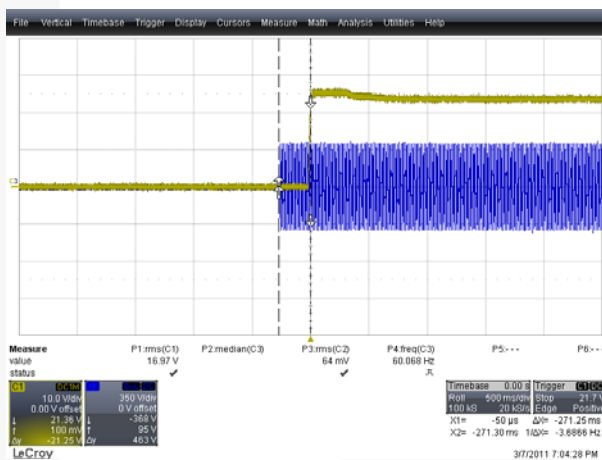 File Vertical Timebase Trigger Display Cursors Measure Math Analysis Utilities Help
C3
Measure P1:rms(C1) P2:median(C3) P3:rms(C2) P4:freq(C3) P5:- - - P6:- -
value 16.97 V 64 mV 60.068 Hz
status
C1 DC1M
10.0 V/div 350 V/div
0.00 V offset 0 V offset
21.36 V -368 V
100 mV 95 V
Δy -21.25 V 463 V
Timebase 0.00 s Trigger C1 DC
Roll 500 ms/div Stop 21.7 V
100 kS 20 kS/s Edge Positive
X1= -50 µs ΔX= -271.25 ms
X2= -271.30 ms 1/ΔX= -3.6866 Hz
LeCroy
3/7/2011 7:04:28 PM